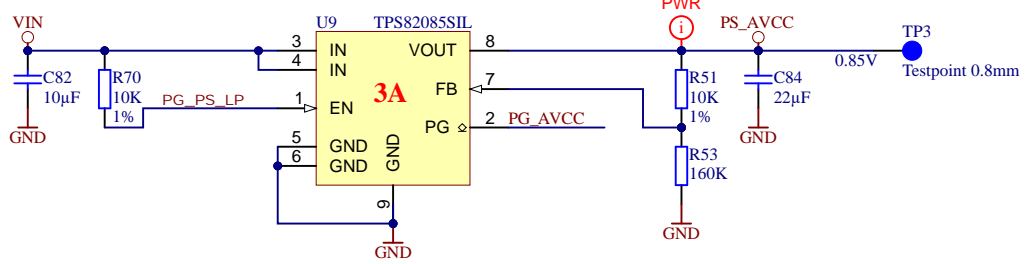 PWR
i
VIN
U9 TPS82085SIL
PS_AVCC
TP3
3 IN VOUT 8
0.85V
4 IN
Testpoint 0.8mm
C82
10µF
R70
10K
1%
3A
FB 7
R51
10K
1%
C84
22µF
PG_PS_LP
1 EN
PG 2 PG_AVCC
GND
GND
5 GND
6 GND
GND
R53
160K
9
GND
GND